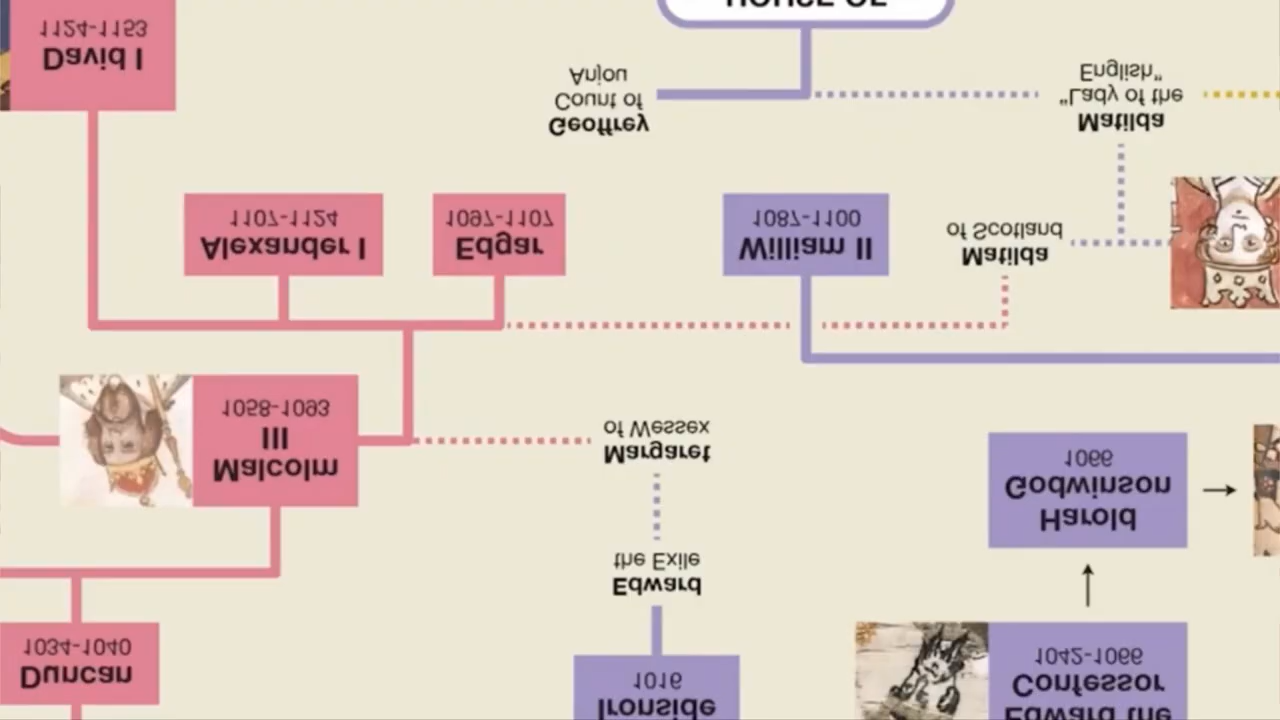 Duncan
1034-1040
Ironside
1016
Edward the
Confessor
1042-1066
Edward
the Exile
Harold
Godwinson
1066
Malcolm
III
1058-1093
Margaret
of Wessex
Alexander I
1107-1124
Edgar
1097-1107
William II
1087-1100
Matilda
of Scotland
David I
1124-1153
Geoffrey
Count of
Anjou
Matilda
"Lady of the
English"
HOUSE OF